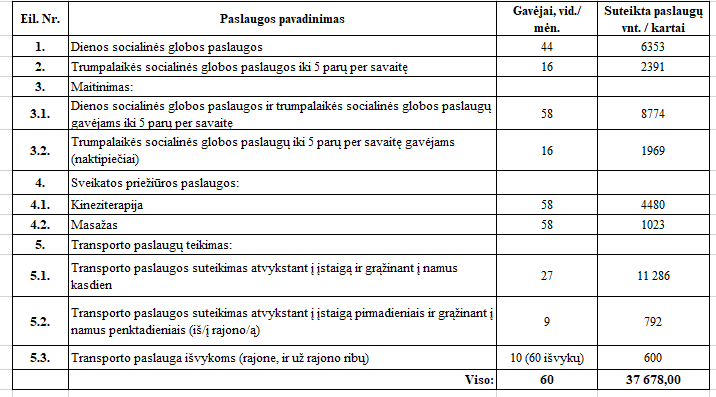 Eil. Nr. Paslaugos pavadinimas Gavėjai, vid./ mėn. Suteikta paslaugų vnt. / kartai
1. Dienos socialinės globos paslaugos 44 6353
2. Trumpalaikės socialinės globos paslaugos iki 5 parų per savaitę 16 2391
3. Maitinimas:
3.1. Dienos socialinės globos paslaugos ir trumpalaikės socialinės globos paslaugų
gavėjams iki 5 parų per savaitę 58 8774
3.2. Trumpalaikės socialinės globos paslaugų iki 5 parų per savaitę gavėjams
(naktipiečiai) 16 1969
4. Sveikatos priežiūros paslaugos:
4.1. Kineziterapija 58 4480
4.2. Masažas 58 1023
5. Transporto paslaugų teikimas:
5.1. Transporto paslaugos suteikimas atvykstant į įstaigą ir grąžinant į namus
kasdien 27 11 286
5.2. Transporto paslaugos suteikimas atvykstant į įstaigą pirmadieniais ir grąžinant į
namus penktadieniais (iš/į rajono/ą) 9 792
5.3. Transporto paslauga išvykoms (rajone, ir už rajono ribų) 10 (60 išvykų) 600
Viso: 60 37 678,00